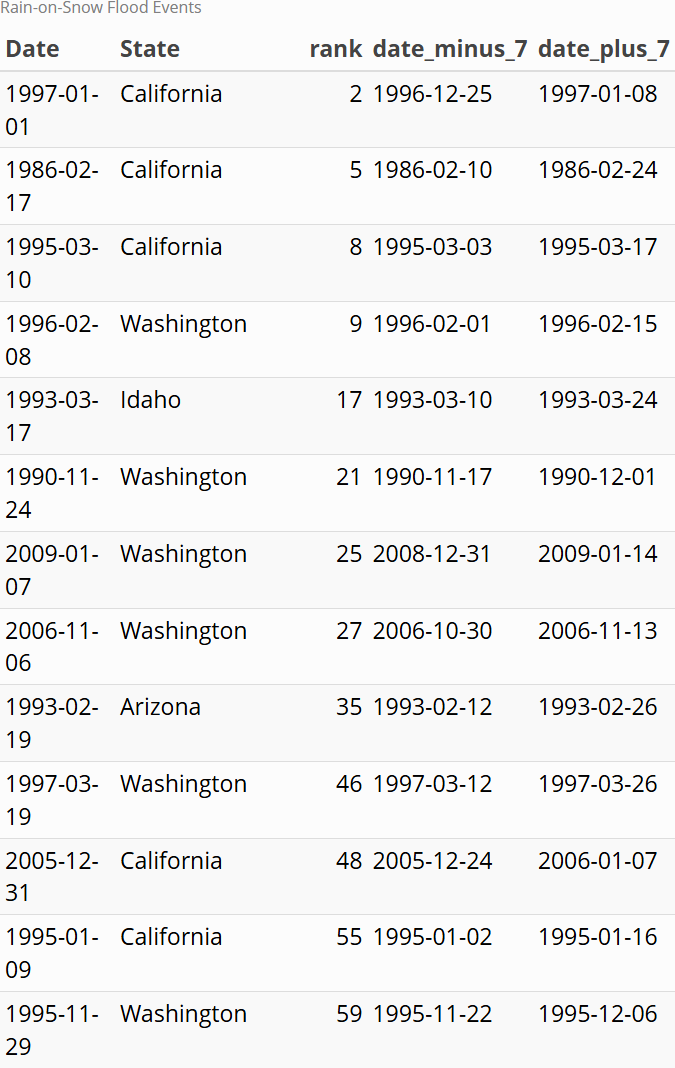 Rain-on-Snow Flood Events
Date State rank date_minus_7 date_plus_7
1997-01- California 2 1996-12-25 1997-01-08
01
1986-02- California 5 1986-02-10 1986-02-24
17
1995-03- California 8 1995-03-03 1995-03-17
10
1996-02- Washington 9 1996-02-01 1996-02-15
08
1993-03- Idaho 17 1993-03-10 1993-03-24
17
1990-11- Washington 21 1990-11-17 1990-12-01
24
2009-01- Washington 25 2008-12-31 2009-01-14
07
2006-11- Washington 27 2006-10-30 2006-11-13
06
1993-02- Arizona 35 1993-02-12 1993-02-26
19
1997-03- Washington 46 1997-03-12 1997-03-26
19
2005-12- California 48 2005-12-24 2006-01-07
31
1995-01- California 55 1995-01-02 1995-01-16
09
1995-11- Washington 59 1995-11-22 1995-12-06
29